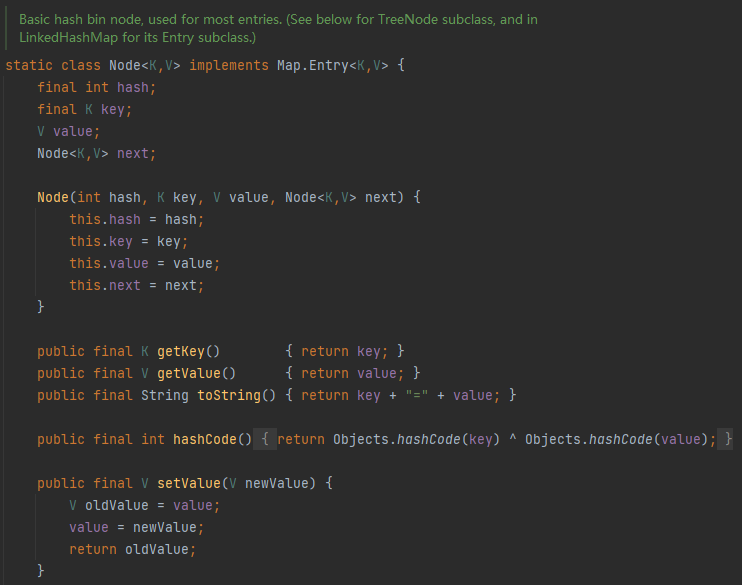 Basic hash bin node, used for most entries. (See below for TreeNode subclass, and in
LinkedHashMap for its Entry subclass.)
static class Node<K,V> implements Map.Entry<K,V> {
    final int hash;
    final K key;
    V value;
    Node<K,V> next;

    Node(int hash, K key, V value, Node<K,V> next) {
        this.hash = hash;
        this.key = key;
        this.value = value;
        this.next = next;
    }

    public final K getKey()        { return key; }
    public final V getValue()      { return value; }
    public final String toString() { return key + "=" + value; }

    public final int hashCode() { return Objects.hashCode(key) ^ Objects.hashCode(value); }

    public final V setValue(V newValue) {
        V oldValue = value;
        value = newValue;
        return oldValue;
    }